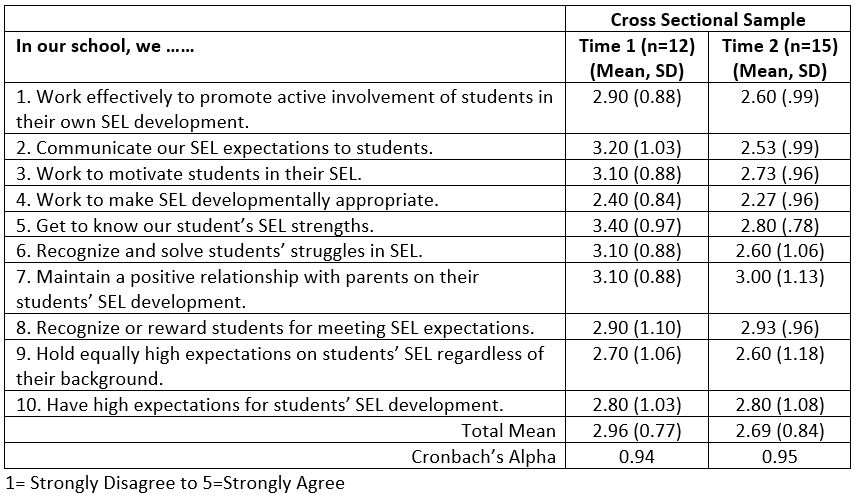 Cross Sectional Sample
In our school, we ...... Time 1 (n=12) Time 2 (n=15)
(Mean, SD) (Mean, SD)
1. Work effectively to promote active involvement of students in 2.90 (0.88) 2.60 (.99)
their own SEL development.
2. Communicate our SEL expectations to students. 3.20 (1.03) 2.53 (.99)
3. Work to motivate students in their SEL. 3.10 (0.88) 2.73 (.96)
4. Work to make SEL developmentally appropriate. 2.40 (0.84) 2.27 (.96)
5. Get to know our student’s SEL strengths. 3.40 (0.97) 2.80 (.78)
6. Recognize and solve students’ struggles in SEL. 3.10 (0.88) 2.60 (1.06)
7. Maintain a positive relationship with parents on their 3.10 (0.88) 3.00 (1.13)
students’ SEL development.
8. Recognize or reward students for meeting SEL expectations. 2.90 (1.10) 2.93 (.96)
9. Hold equally high expectations on students’ SEL regardless of 2.70 (1.06) 2.60 (1.18)
their background.
10. Have high expectations for students’ SEL development. 2.80 (1.03) 2.80 (1.08)
Total Mean 2.96 (0.77) 2.69 (0.84)
Cronbach’s Alpha 0.94 0.95
1= Strongly Disagree to 5=Strongly Agree